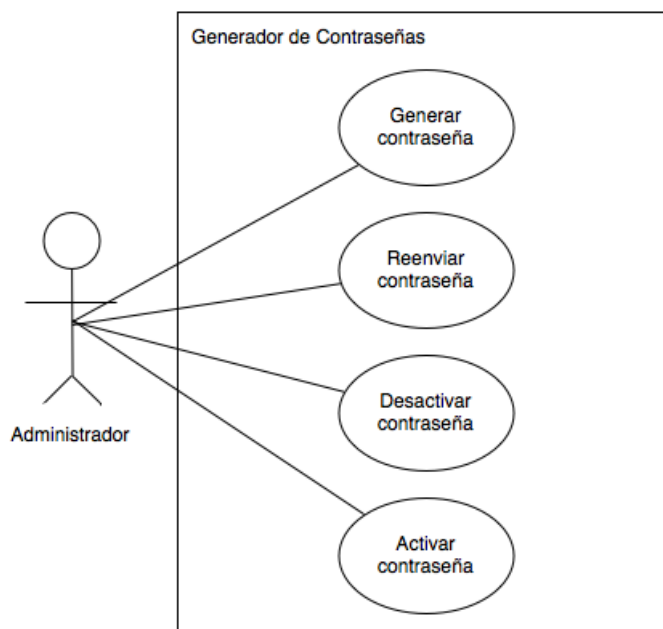 Generador de Contraseñas
Generar
contraseña
Reenviar
contraseña
Desactivar
contraseña
Administrador
Activar
contraseña